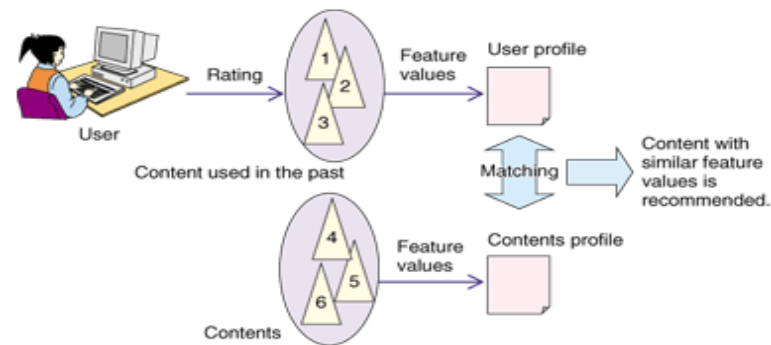 User
Rating
Content used in the past
1
2
3
Feature
values
User profile
Matching
Content with
similar feature
values is
recommended.
Contents
4
5
6
Feature
values
Contents profile